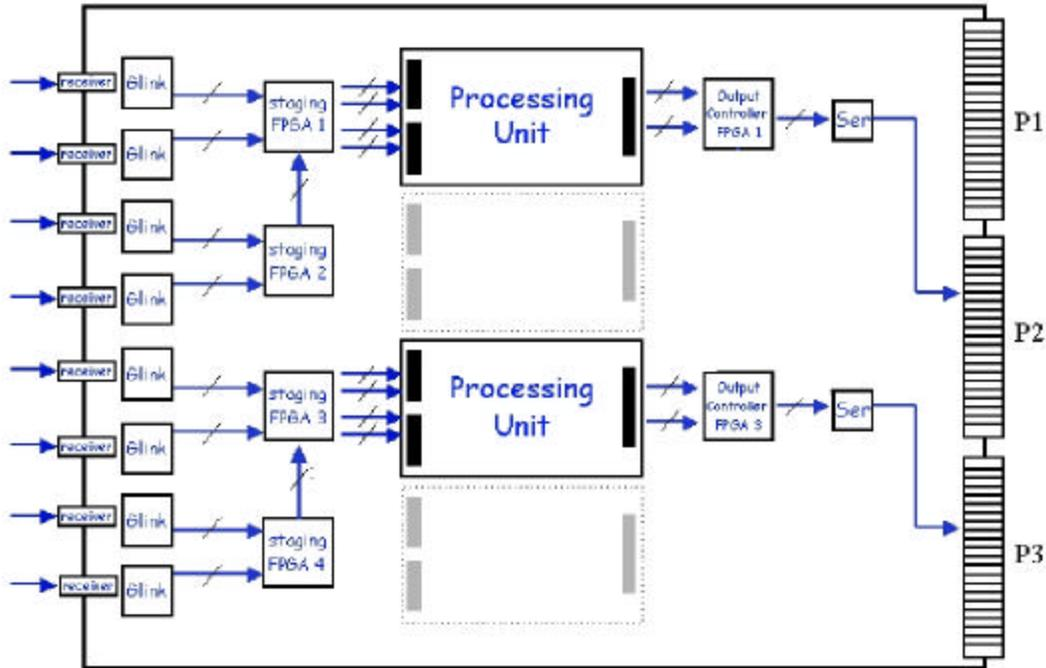 receiver
Glink
receiver
Glink
receiver
Glink
receiver
Glink
receiver
Glink
receiver
Glink
receiver
Glink
receiver
Glink
staging
FPGA 1
staging
FPGA 2
staging
FPGA 3
staging
FPGA 4
Processing
Unit
Processing
Unit
Output
Controller
FPGA 1
Ser
Output
Controller
FPGA 3
Ser
P1
P2
P3